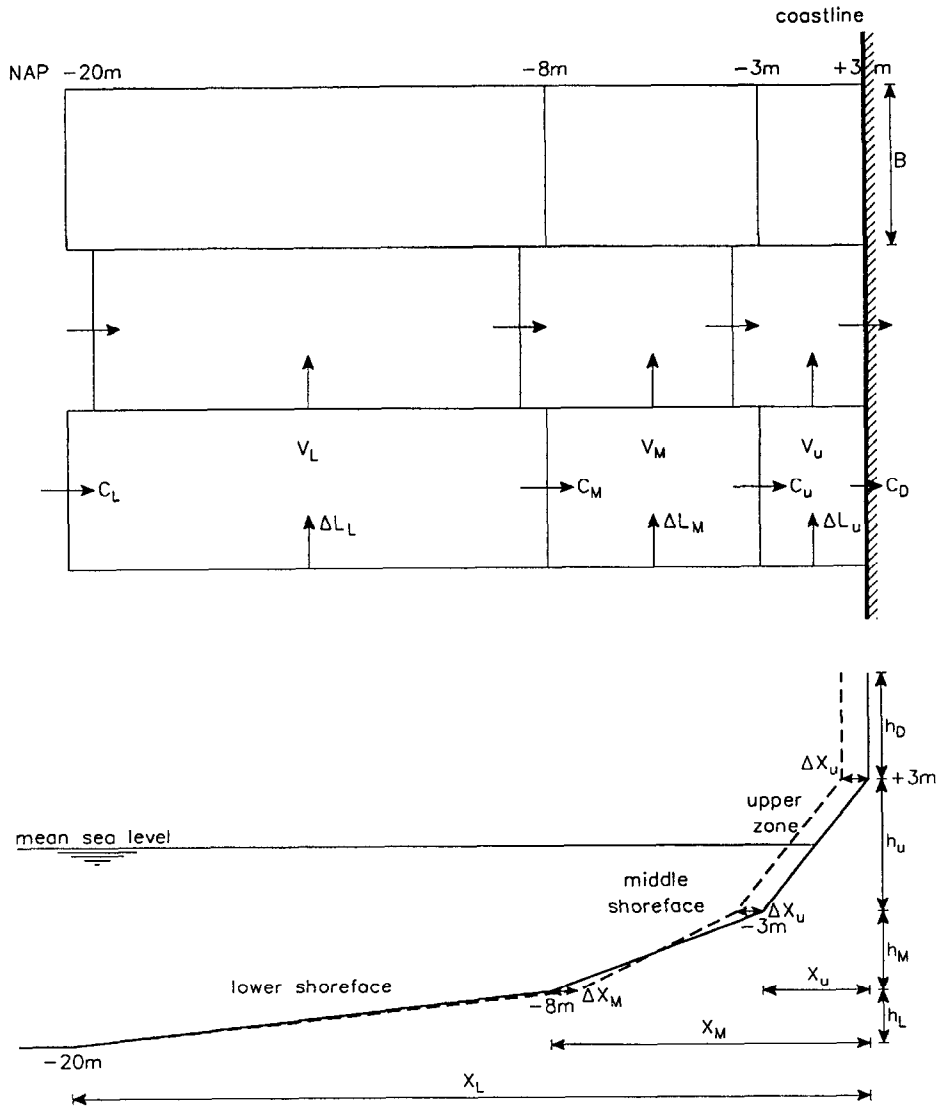 coastline
NAP -20m -8m -3m +3 m
B
V_L V_M V_u
C_L C_M C_u C_D
ΔL_L ΔL_M ΔL_u
h_D
ΔX_u +3m
upper
zone
mean sea level
h_u
middle
shoreface
ΔX_u
-3m
h_M
lower shoreface
X_u
ΔX_M
-8m
h_L
-20m
X_M
X_L